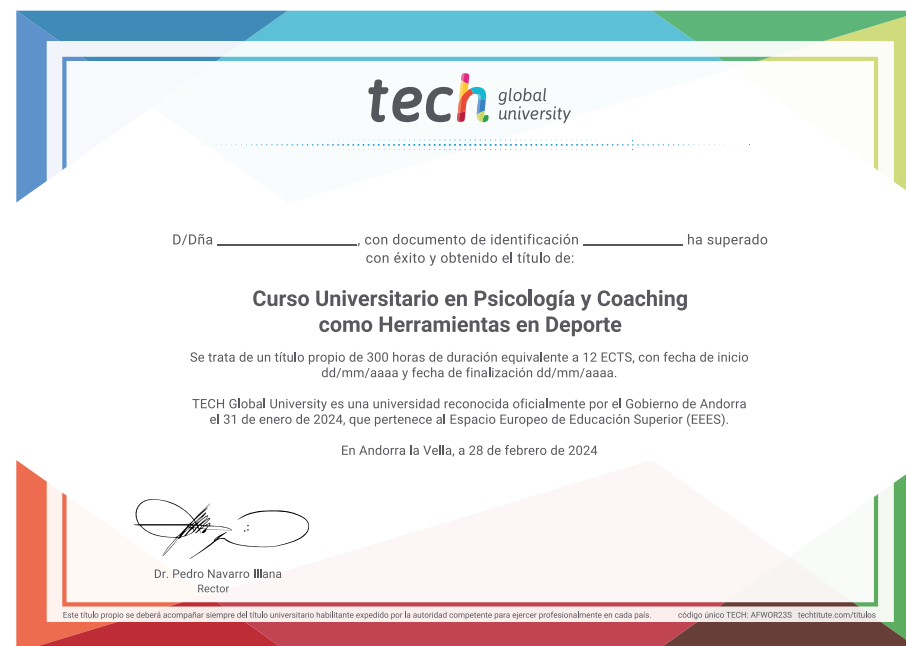 tech global university
D/Dña ____________, con documento de identificación ____________ ha superado
con éxito y obtenido el título de:
Curso Universitario en Psicología y Coaching
como Herramientas en Deporte
Se trata de un título propio de 300 horas de duración equivalente a 12 ECTS, con fecha de inicio
dd/mm/aaaa y fecha de finalización dd/mm/aaaa.
TECH Global University es una universidad reconocida oficialmente por el Gobierno de Andorra
el 31 de enero de 2024, que pertenece al Espacio Europeo de Educación Superior (EEES).
En Andorra la Vella, a 28 de febrero de 2024
Dr. Pedro Navarro Illana
Rector
Este título propio se deberá acompañar siempre del título universitario habilitante expedido por la autoridad competente para ejercer profesionalmente en cada país. código único TECH: AFWOR23S techtitute.com/titulos